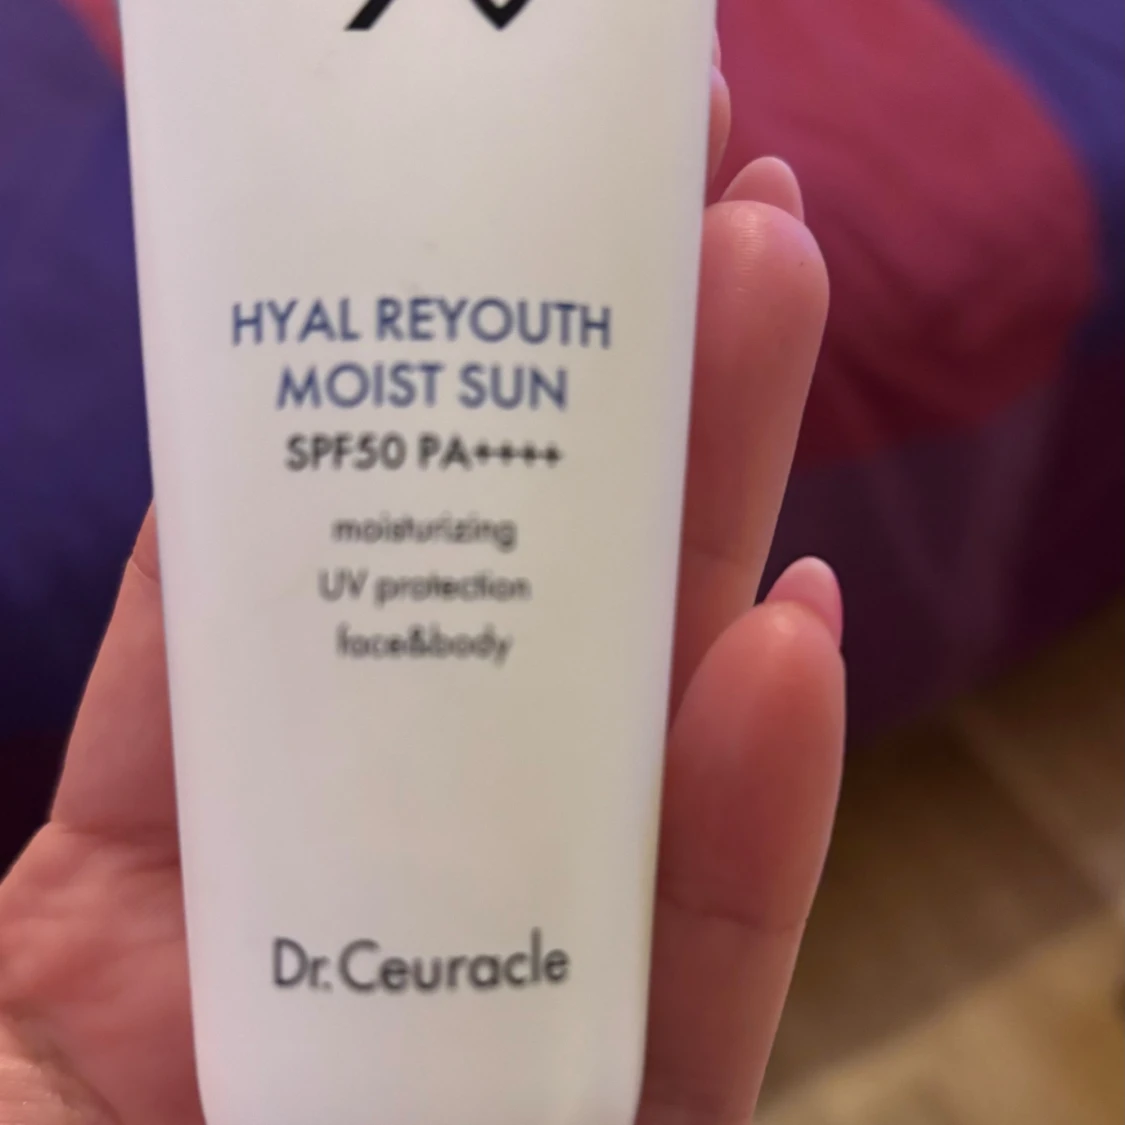 HYAL REYOUTH
MOIST SUN
SPF50 PA++++
moisturizing
UV protection
face&body
Dr.Ceuracle